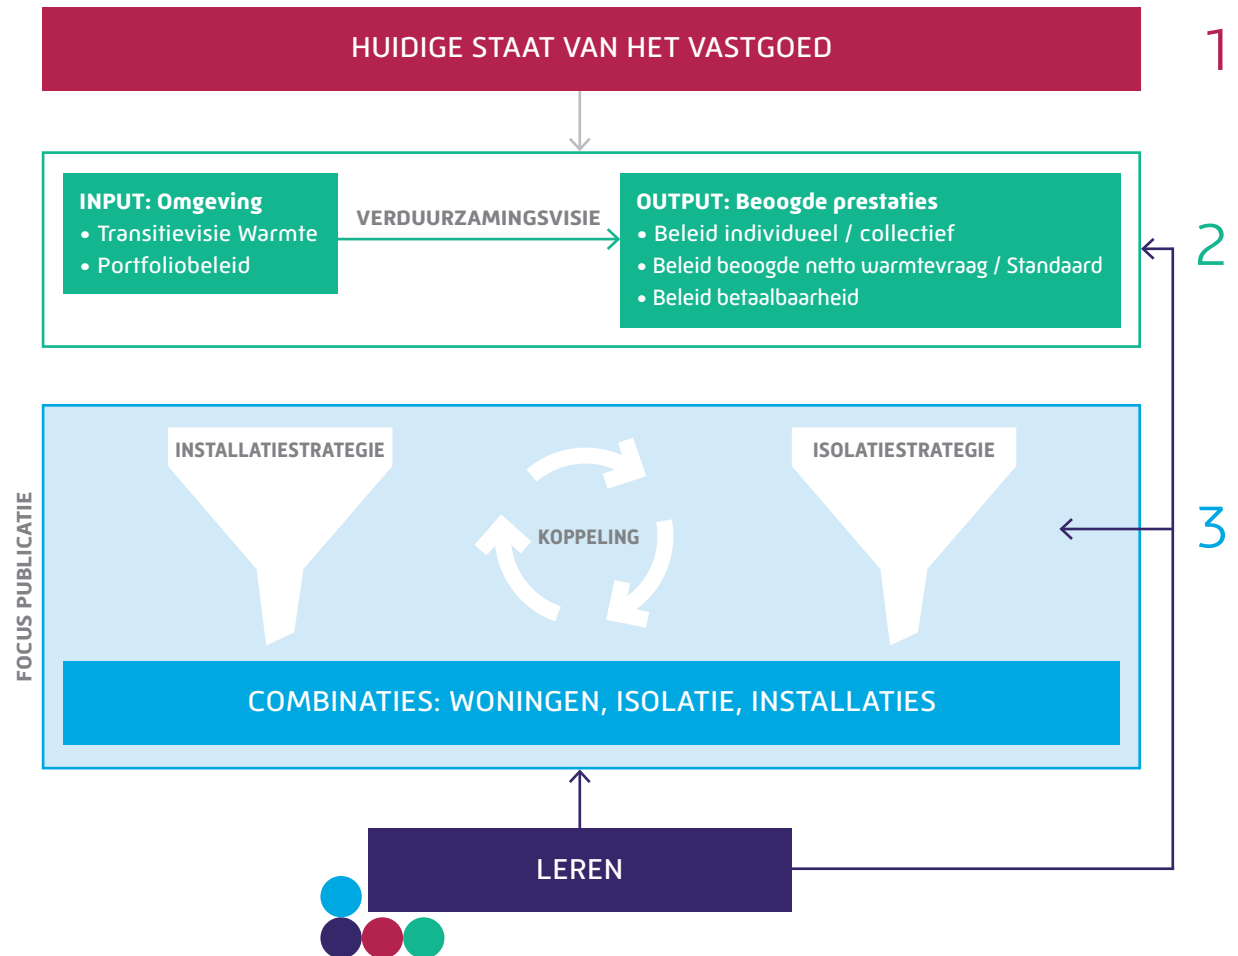 HUIDIGE STAAT VAN HET VASTGOED
1
INPUT: Omgeving
• Transitievisie Warmte
• Portfoliobeleid
VERDUURZAMINGSVISIE
OUTPUT: Beoogde prestaties
• Beleid individueel / collectief
• Beleid beoogde netto warmtevraag / Standaard
• Beleid betaalbaarheid
2
FOCUS PUBLICATIE
INSTALLATIESTRATEGIE
KOPPELING
ISOLATIESTRATEGIE
3
COMBINATIES: WONINGEN, ISOLATIE, INSTALLATIES
LEREN